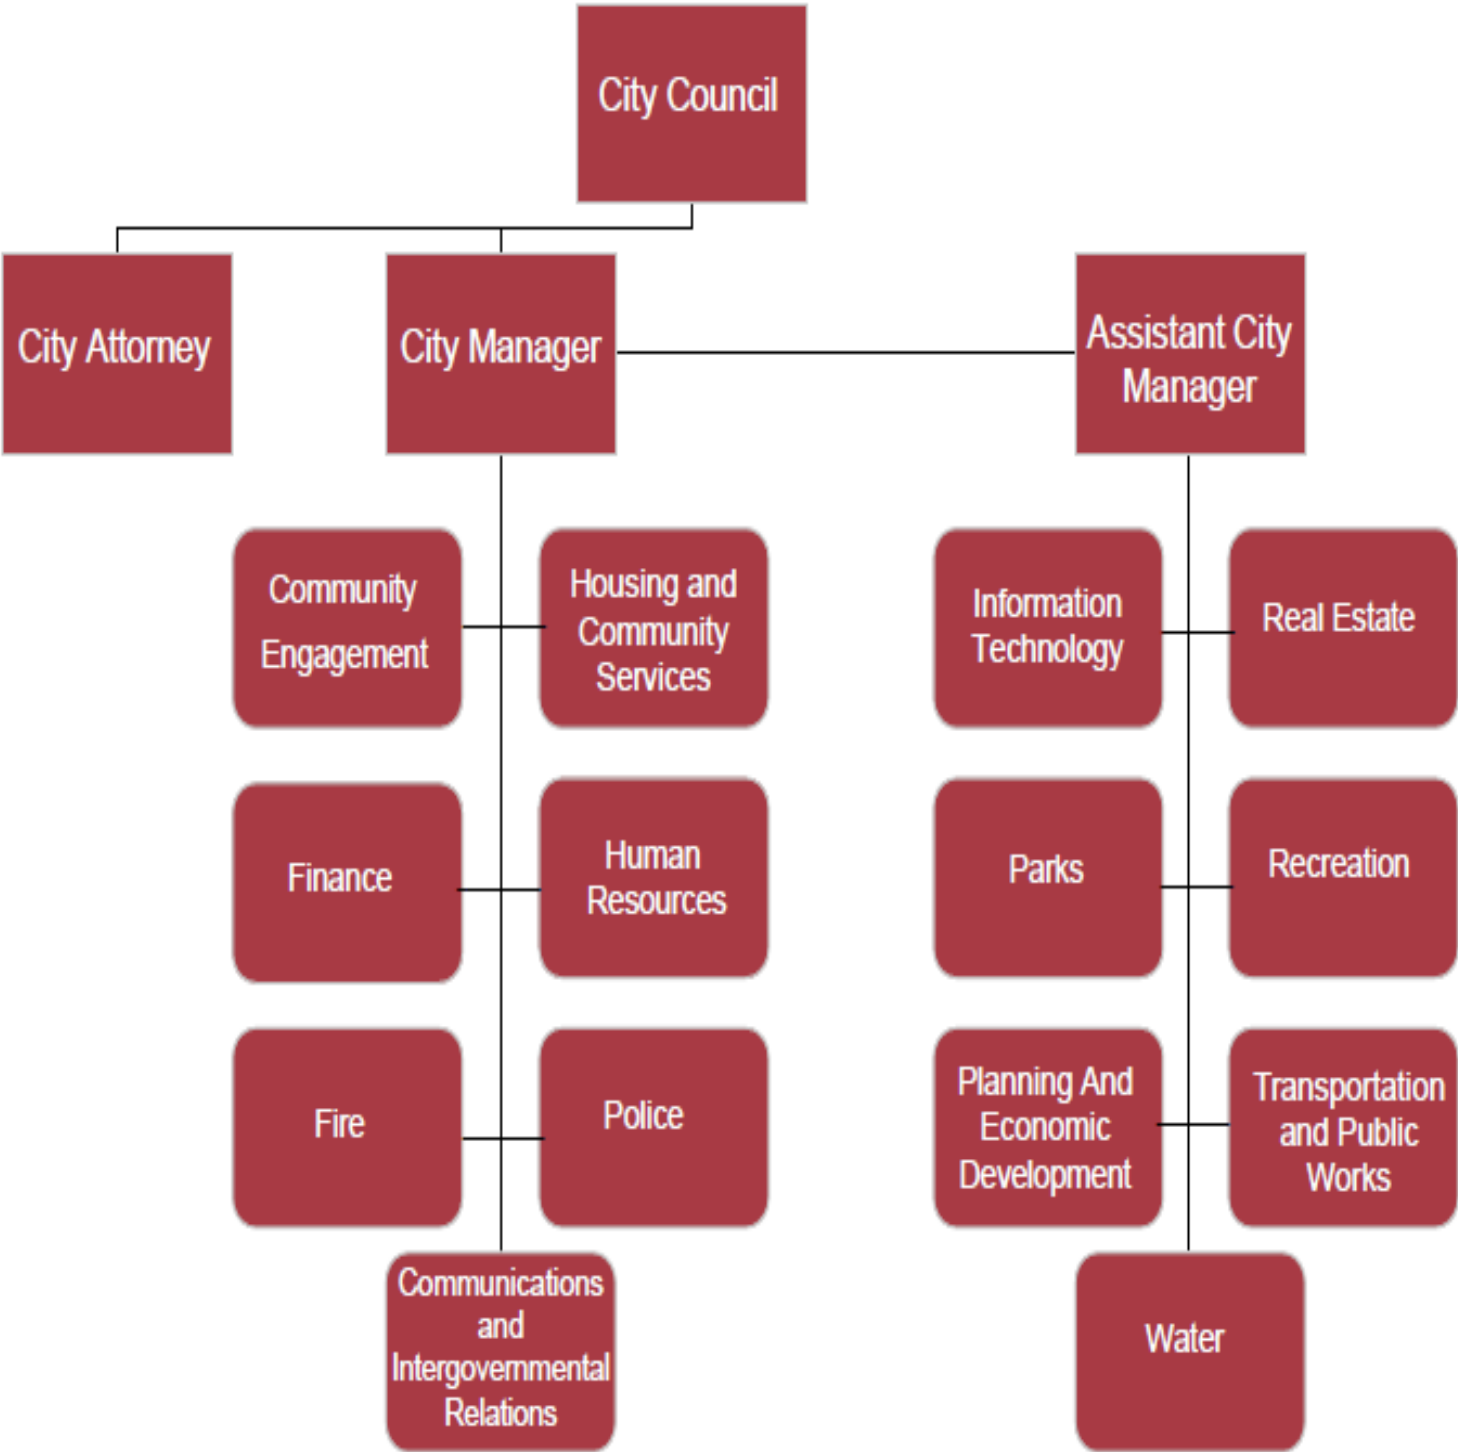 City Council
City Attorney
City Manager
Assistant City
Manager
Community
Engagement
Housing and
Community
Services
Information
Technology
Real Estate
Finance
Human
Resources
Parks
Recreation
Fire
Police
Planning And
Economic
Development
Transportation
and Public
Works
Communications
and
Intergovernmental
Relations
Water